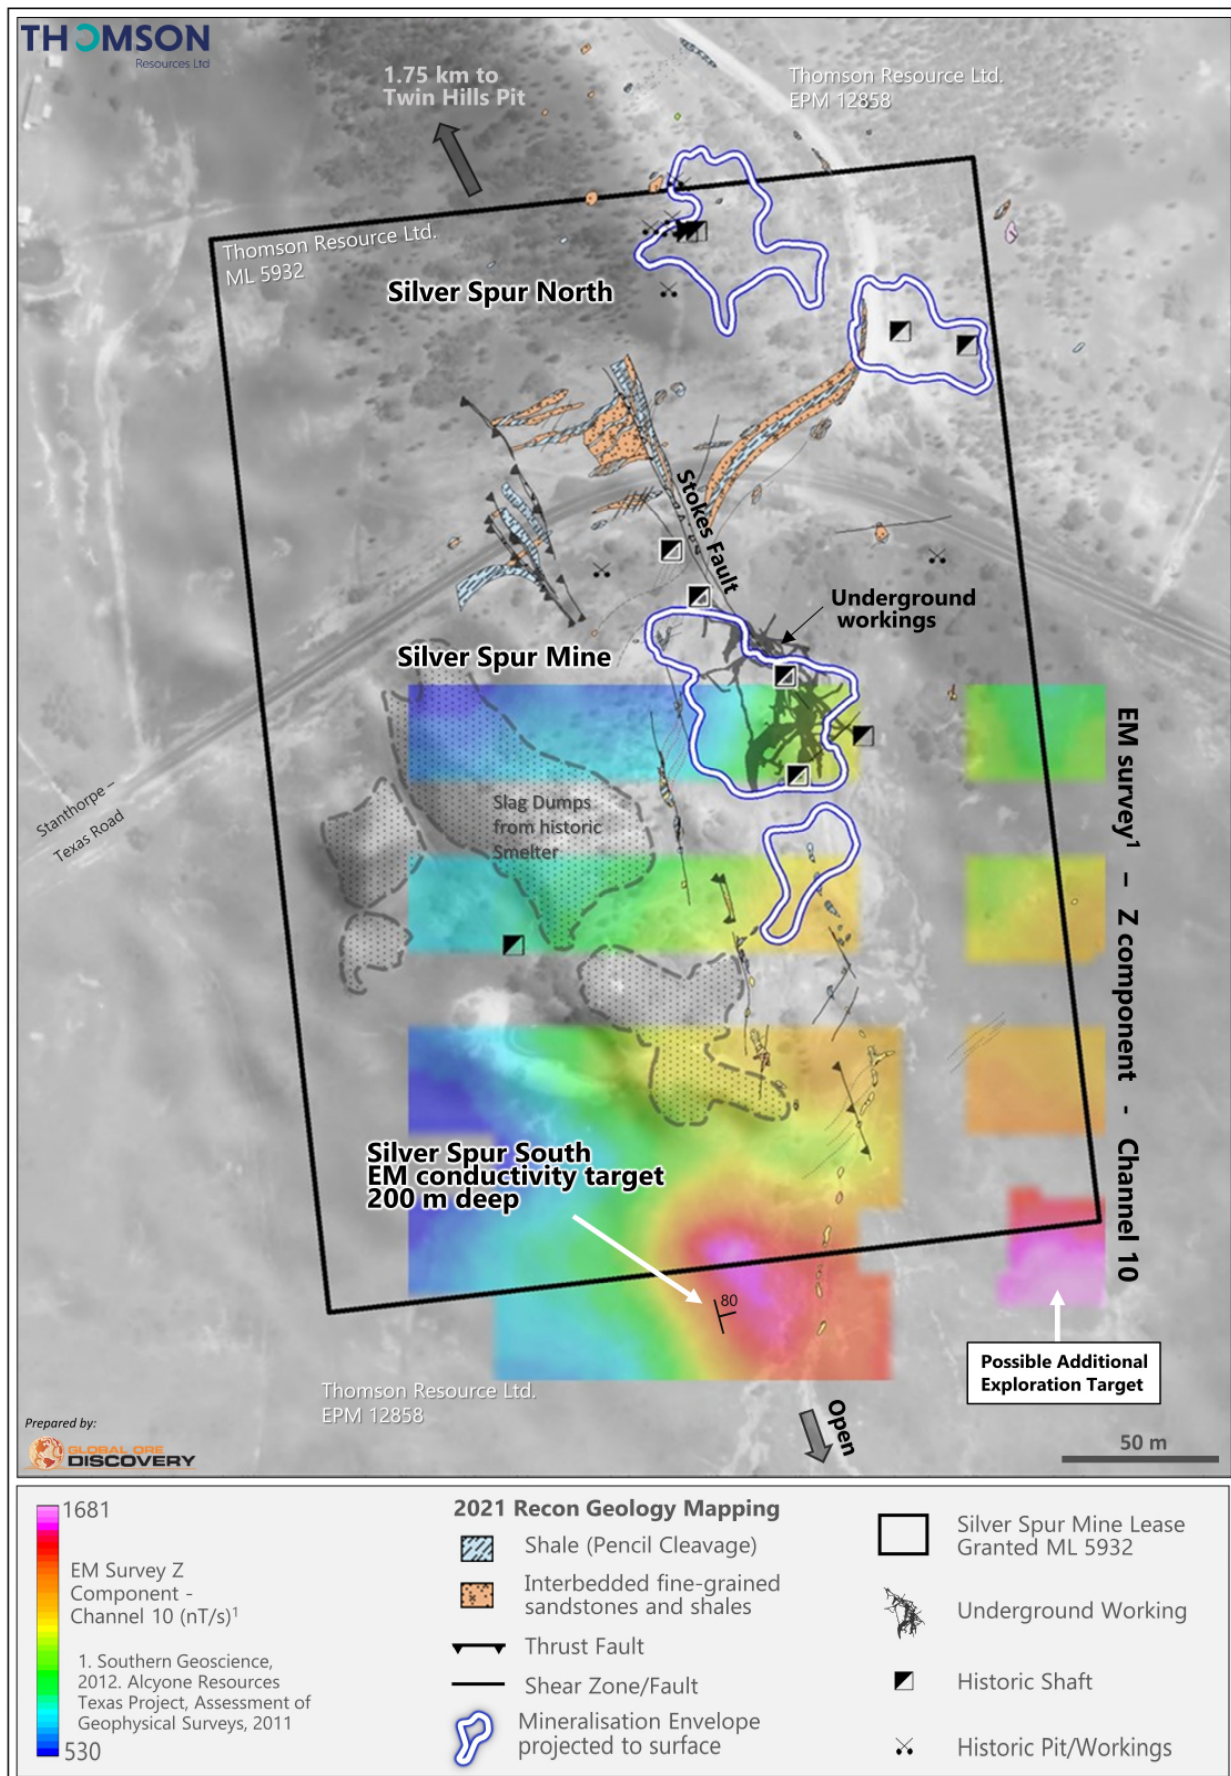 THOMSON
Resources Ltd
1.75 km to
Twin Hills Pit
Thomson Resource Ltd.
EPM 12858
Thomson Resource Ltd.
ML 5932
Silver Spur North
Stokes Fault
Underground
workings
Silver Spur Mine
EM survey¹ – Z component - Channel 10
Slag Dumps
from historic
Smelter
Stanthorpe –
Texas Road
Silver Spur South
EM conductivity target
200 m deep
80
Possible Additional
Exploration Target
Thomson Resource Ltd.
EPM 12858
Open
50 m
Prepared by:
GLOBAL ORE
DISCOVERY
1681
EM Survey Z
Component -
Channel 10 (nT/s)¹
1. Southern Geoscience,
2012. Alcyone Resources
Texas Project, Assessment of
Geophysical Surveys, 2011
530
2021 Recon Geology Mapping
Shale (Pencil Cleavage)
Interbedded fine-grained
sandstones and shales
Thrust Fault
Shear Zone/Fault
Mineralisation Envelope
projected to surface
Silver Spur Mine Lease
Granted ML 5932
Underground Working
Historic Shaft
Historic Pit/Workings